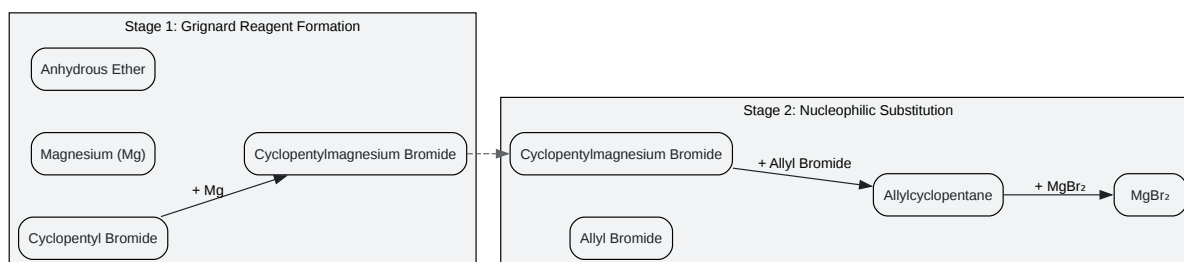 Stage 1: Grignard Reagent Formation
Anhydrous Ether
Magnesium (Mg)
Cyclopentylmagnesium Bromide
+ Mg
Cyclopentyl Bromide
Stage 2: Nucleophilic Substitution
Cyclopentylmagnesium Bromide
+ Allyl Bromide
Allylcyclopentane
+ MgBr₂
MgBr₂
Allyl Bromide